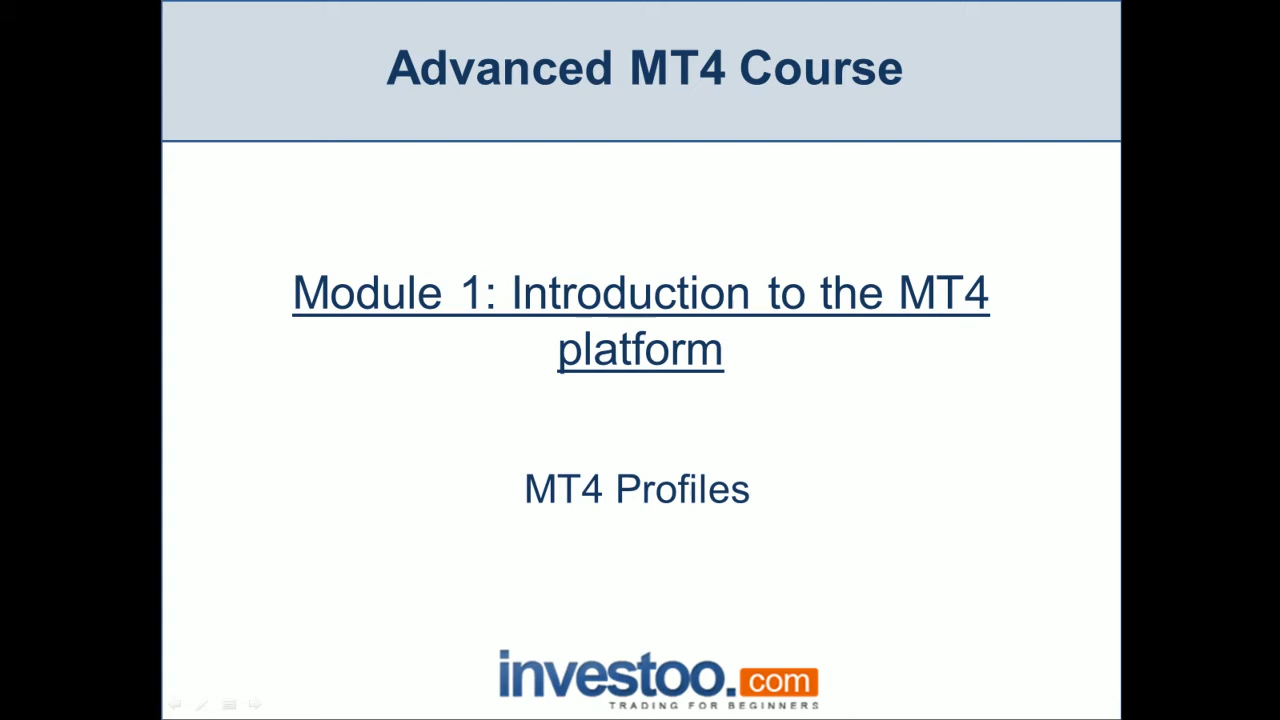 Advanced MT4 Course
Module 1: Introduction to the MT4
platform
MT4 Profiles
investoo.com
TRADING FOR BEGINNERS